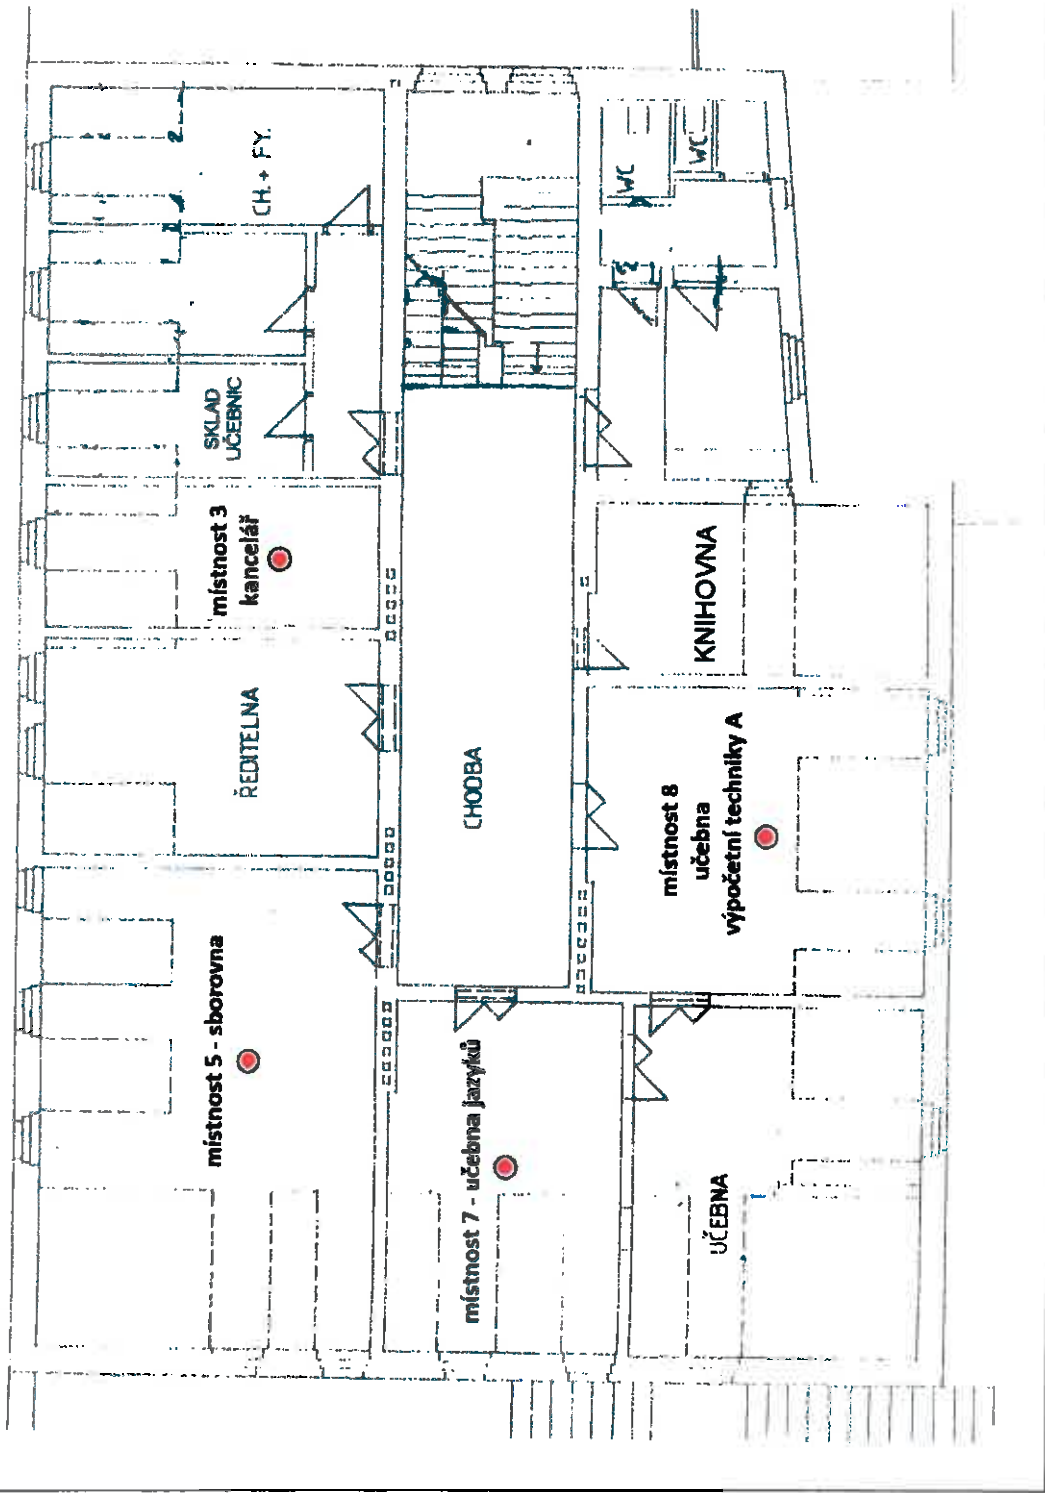 CH. + FY.
SKLAD
UČEBNIC
místnost 3
kancelář
ŘEDITELNA
místnost 5 - sborovna
WC
WC
CHODBA
KNIHOVNA
místnost 8
učebna
výpočetní techniky A
místnost 7 - učebna jazyků
UČEBNA